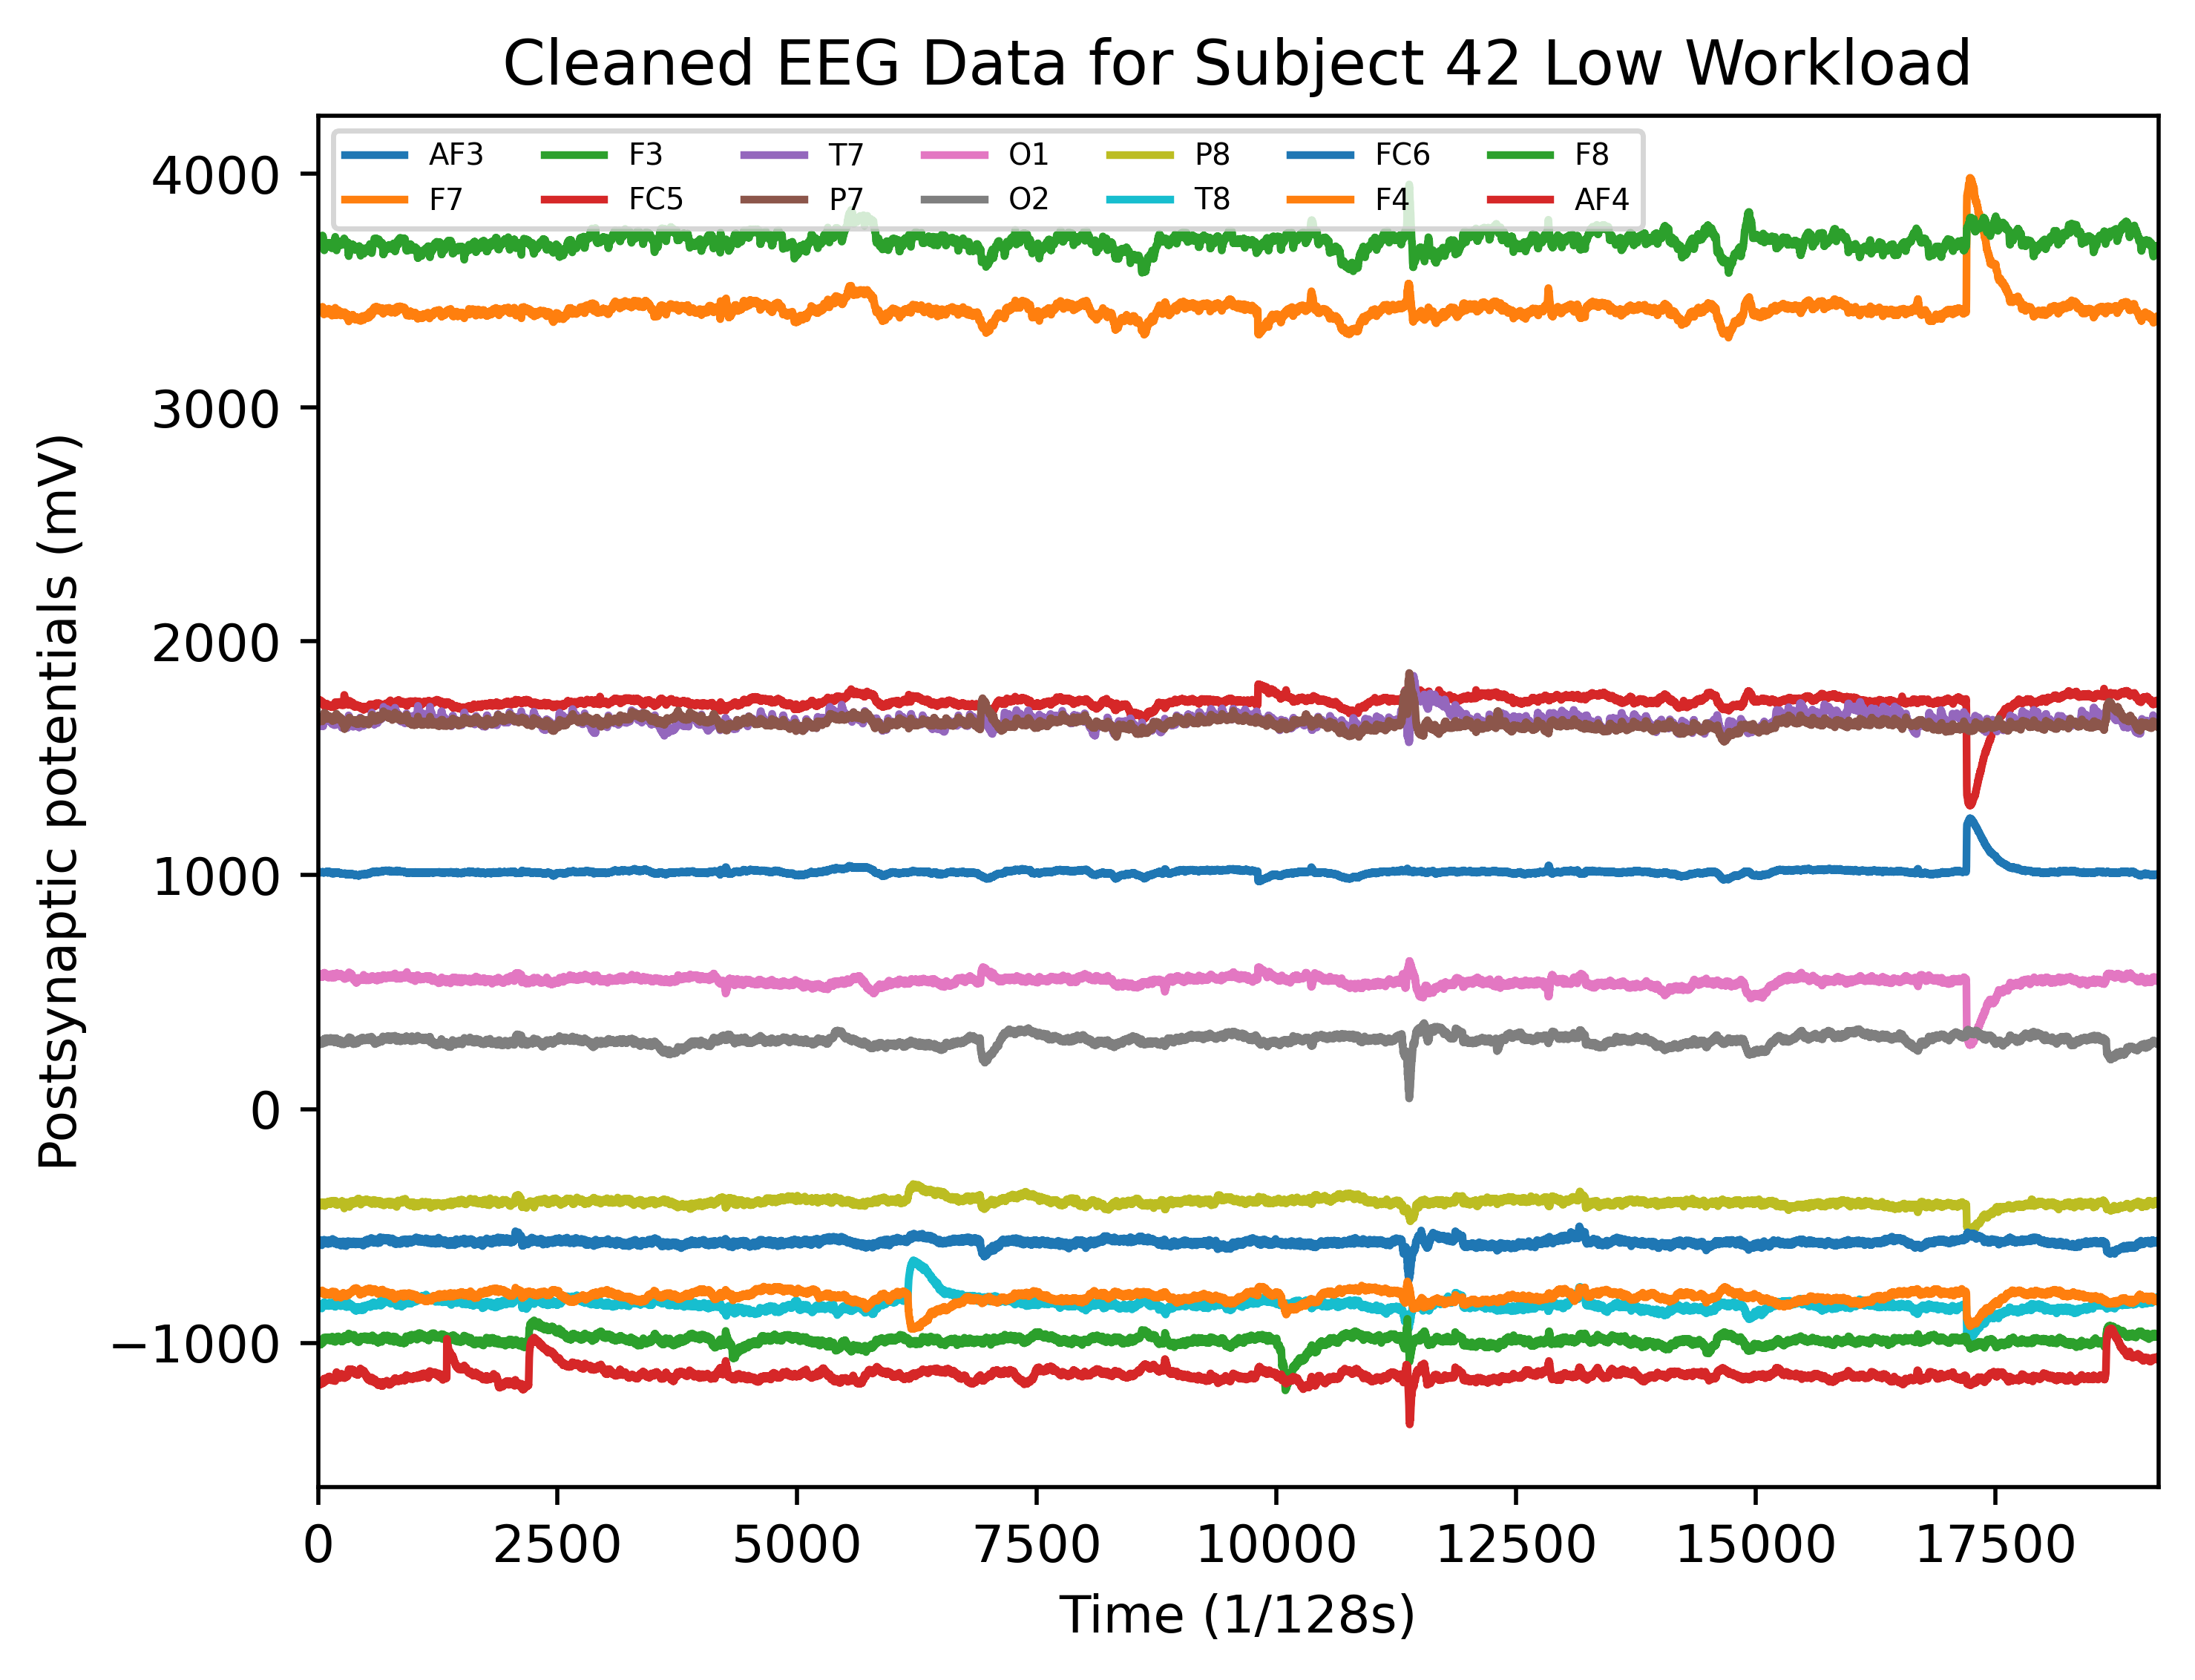 Cleaned EEG Data for Subject 42 Low Workload
AF3 F3 T7 O1 P8 FC6 F8
F7 FC5 P7 O2 T8 F4 AF4
4000
3000
2000
1000
0
−1000
Postsynaptic potentials (mV)
0 2500 5000 7500 10000 12500 15000 17500
Time (1/128s)